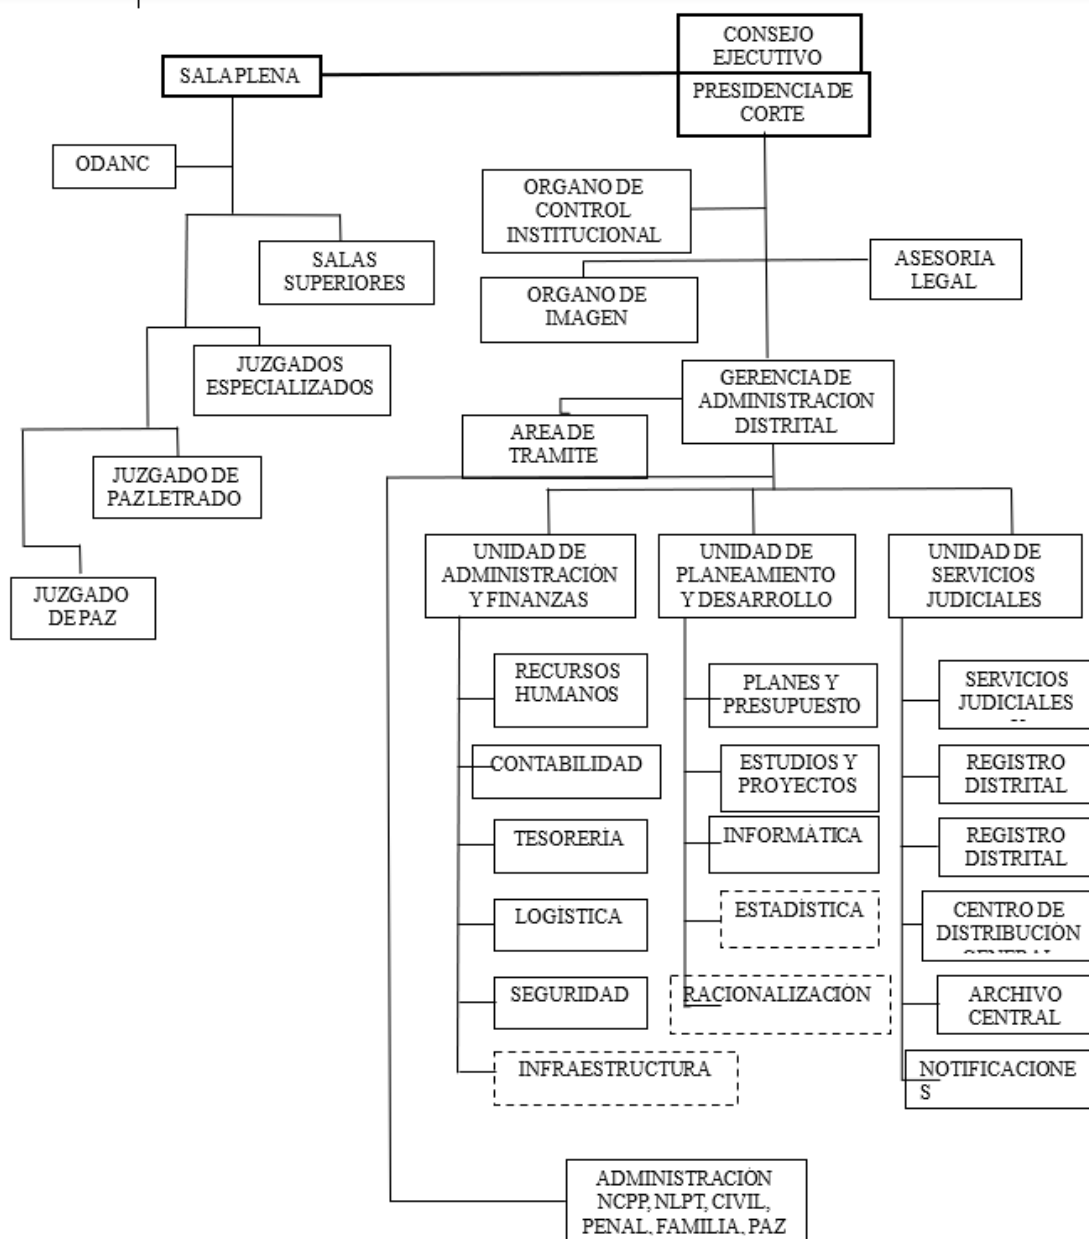 CONSEJO
EJECUTIVO
SALA PLENA
PRESIDENCIA DE
CORTE
ODANC
ORGANO DE
CONTROL
INSTITUCIONAL
SALAS
SUPERIORES
ASESORIA
LEGAL
ORGANO DE
IMAGEN
JUZGADOS
ESPECIALIZADOS
GERENCIA DE
ADMINISTRACION
DISTRITAL
AREA DE
TRAMITE
JUZGADO DE
PAZ LETRADO
JUZGADO
DE PAZ
UNIDAD DE
ADMINISTRACIÓN
Y FINANZAS
UNIDAD DE
PLANEAMIENTO
Y DESARROLLO
UNIDAD DE
SERVICIOS
JUDICIALES
RECURSOS
HUMANOS
CONTABILIDAD
TESORERÍA
LOGÍSTICA
SEGURIDAD
INFRAESTRUCTURA
PLANES Y
PRESUPUESTO
ESTUDIOS Y
PROYECTOS
INFORMÁTICA
ESTADÍSTICA
RACIONALIZACIÓN
SERVICIOS
JUDICIALES
REGISTRO
DISTRITAL
REGISTRO
DISTRITAL
CENTRO DE
DISTRIBUCIÓN
ARCHIVO
CENTRAL
NOTIFICACIONE
S
ADMINISTRACIÓN
NCPP, NLPT, CIVIL,
PENAL, FAMILIA, PAZ